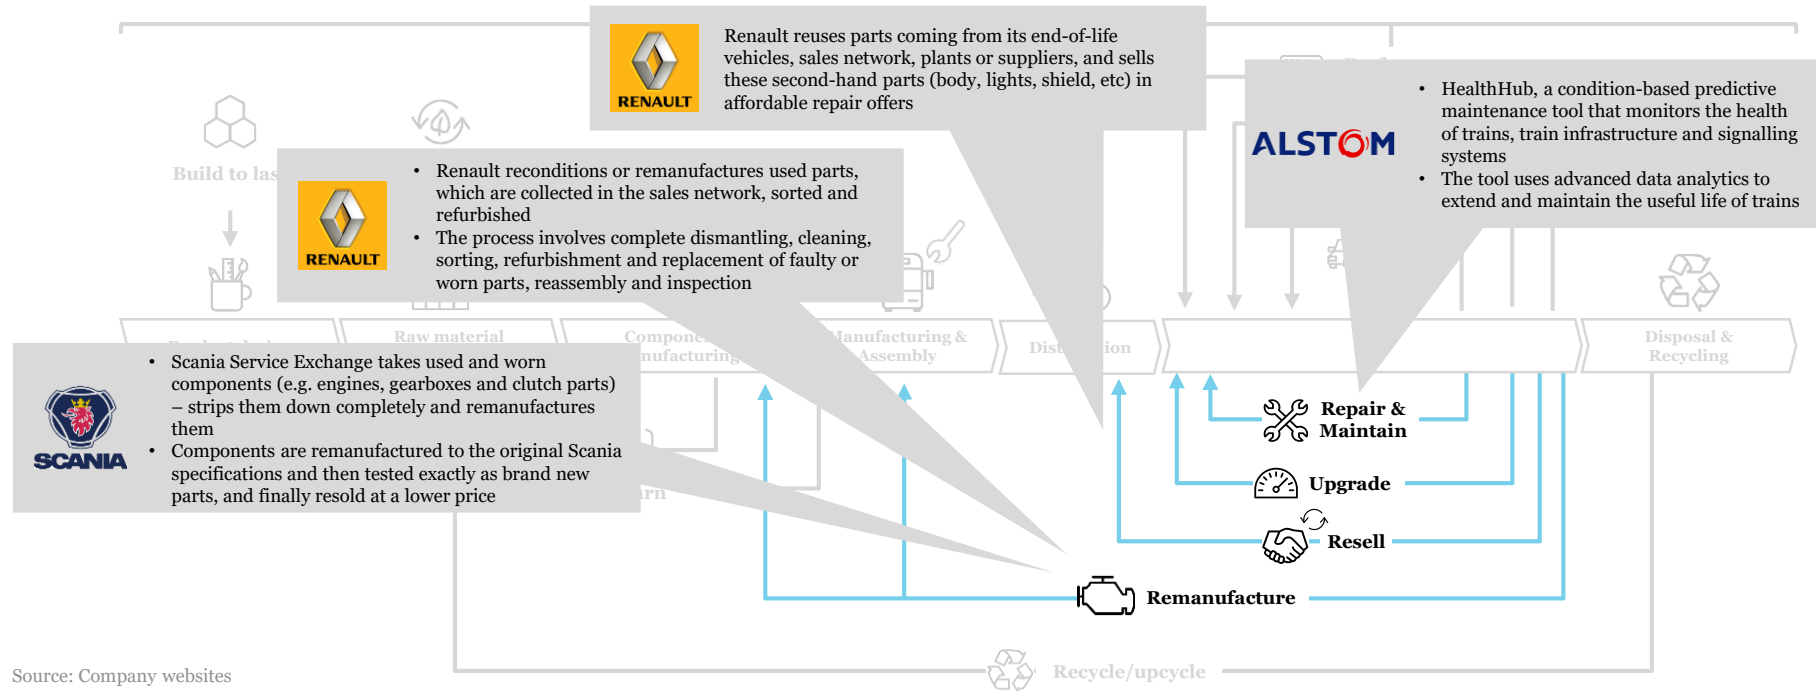 Renault reuses parts coming from its end-of-life
vehicles, sales network, plants or suppliers, and sells
these second-hand parts (body, lights, shield, etc) in
affordable repair offers
RENAULT
• HealthHub, a condition-based predictive
maintenance tool that monitors the health
of trains, train infrastructure and signalling
systems
• The tool uses advanced data analytics to
extend and maintain the useful life of trains
ALSTOM
Build to las
• Renault reconditions or remanufactures used parts,
which are collected in the sales network, sorted and
refurbished
• The process involves complete dismantling, cleaning,
sorting, refurbishment and replacement of faulty or
worn parts, reassembly and inspection
RENAULT
Raw material
Manufacturing &
Assembly
Disposal &
Recycling
• Scania Service Exchange takes used and worn
components (e.g. engines, gearboxes and clutch parts)
– strips them down completely and remanufactures
them
• Components are remanufactured to the original Scania
specifications and then tested exactly as brand new
parts, and finally resold at a lower price
SCANIA
Repair &
Maintain
Upgrade
Resell
Remanufacture
Recycle/upcycle
Source: Company websites